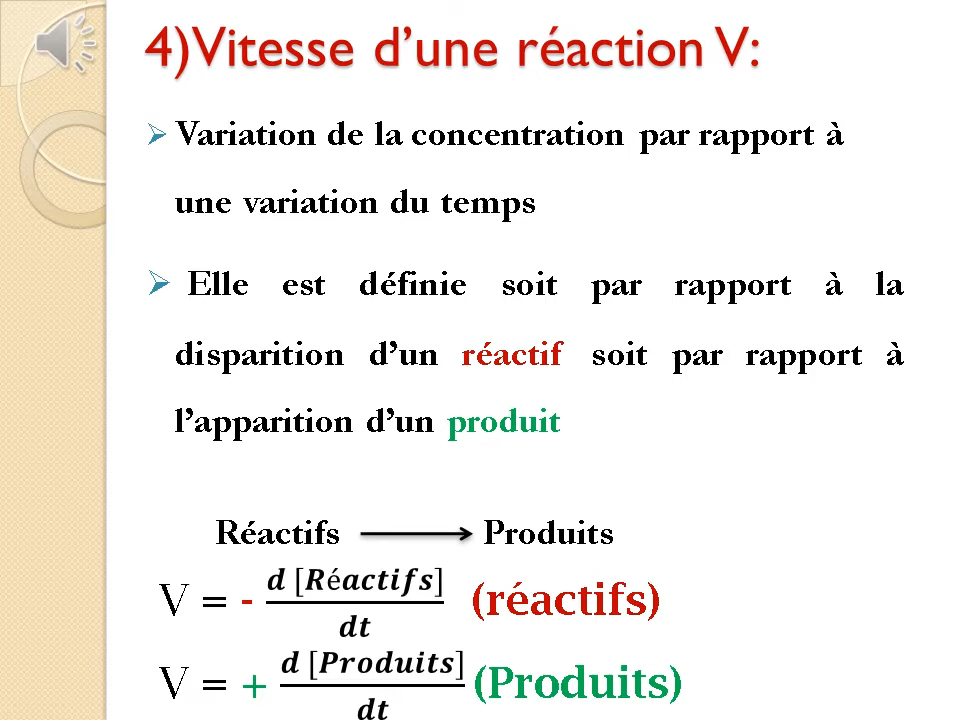 4)Vitesse d’une réaction V:
➢ Variation de la concentration par rapport à
une variation du temps
➢ Elle est définie soit par rapport à la
disparition d’un réactif soit par rapport à
l’apparition d’un produit
Réactifs ⟶ Produits
V = - d [Réactifs] / dt (réactifs)
V = + d [Produits] / dt (Produits)